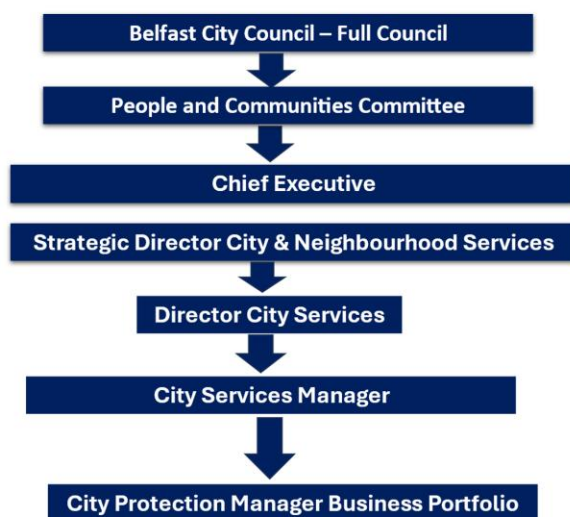 Belfast City Council – Full Council
People and Communities Committee
Chief Executive
Strategic Director City & Neighbourhood Services
Director City Services
City Services Manager
City Protection Manager Business Portfolio